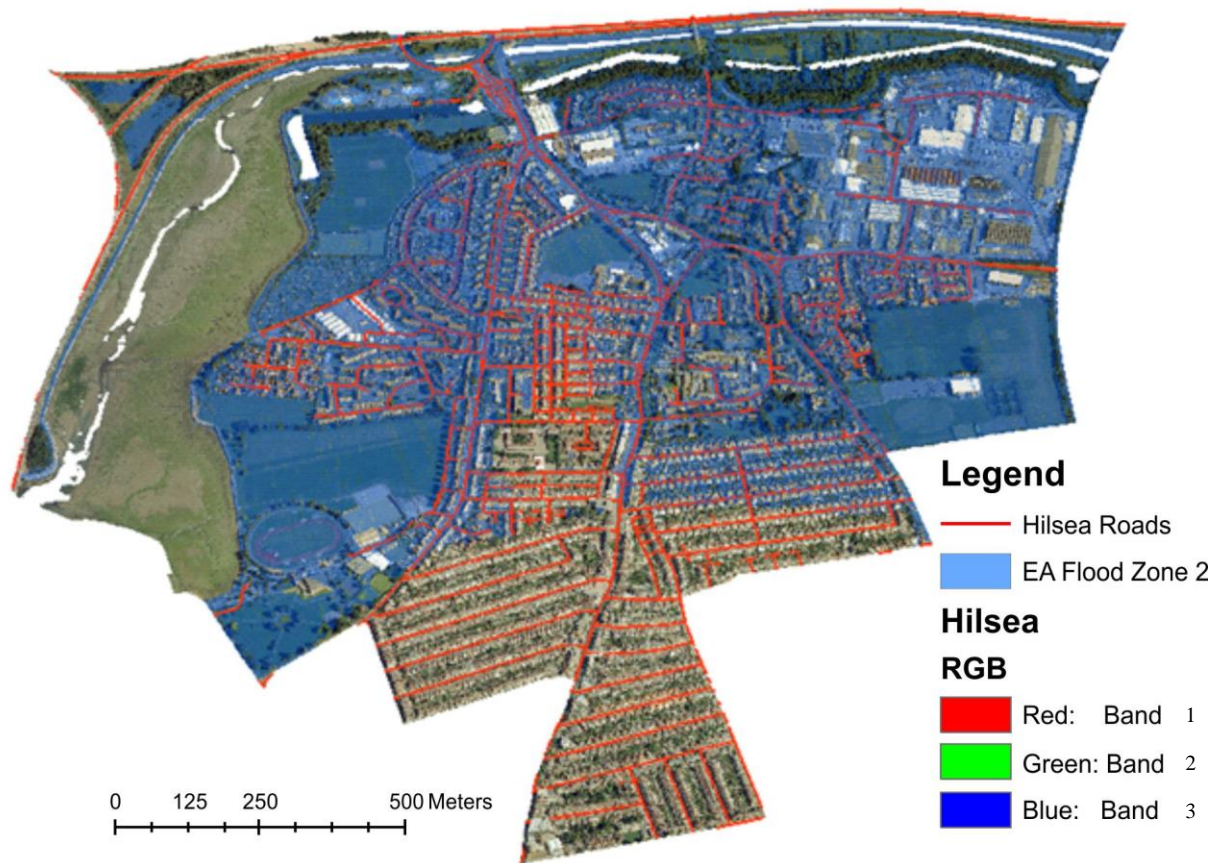 Legend
Hilsea Roads
EA Flood Zone 2
Hilsea
RGB
Red: Band 1
Green: Band 2
Blue: Band 3
0 125 250 500 Meters